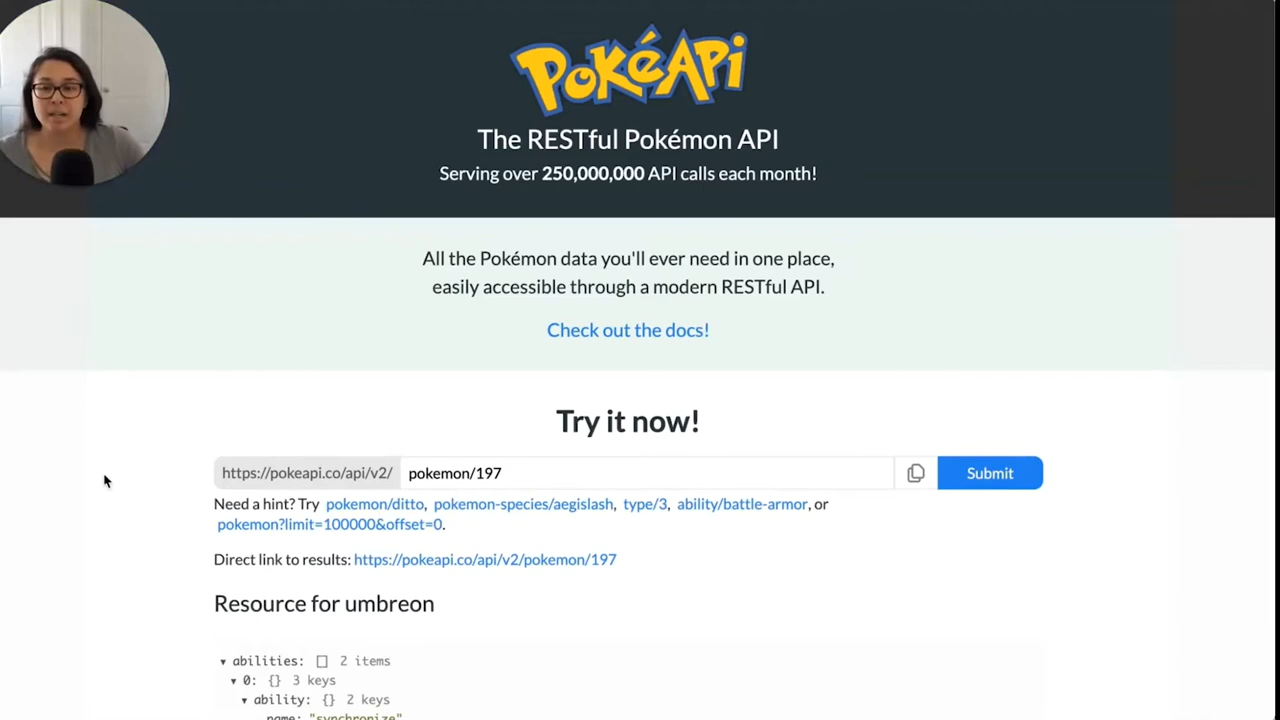 PokéAPi
The RESTful Pokémon API
Serving over 250,000,000 API calls each month!
All the Pokémon data you'll ever need in one place,
easily accessible through a modern RESTful API.
Check out the docs!
Try it now!
https://pokeapi.co/api/v2/ pokemon/197 Submit
Need a hint? Try pokemon/ditto, pokemon-species/aegislash, type/3, ability/battle-armor, or
pokemon?limit=100000&offset=0.
Direct link to results: https://pokeapi.co/api/v2/pokemon/197
Resource for umbreon
abilities: [] 2 items
0: {} 3 keys
ability: {} 2 keys
name: "synchronize"